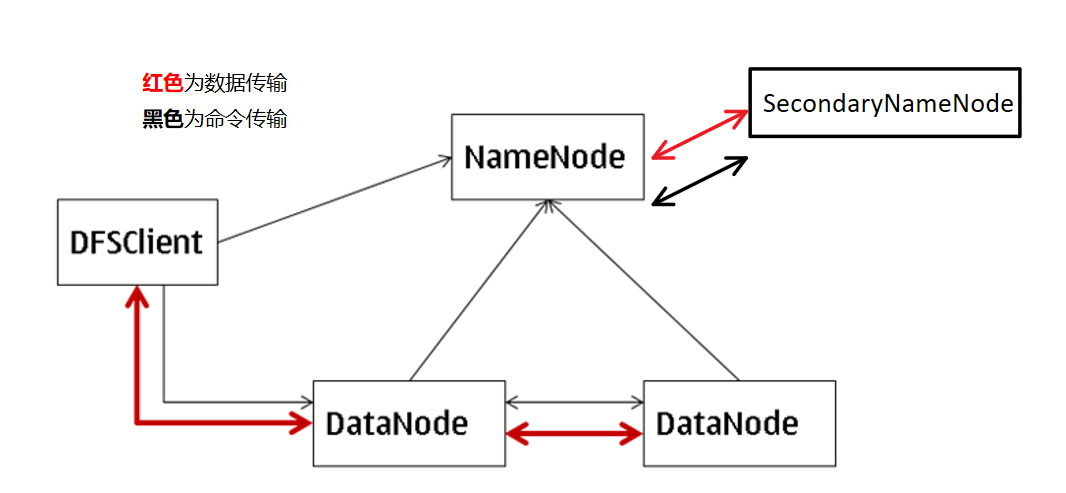 红色为数据传输
黑色为命令传输
SecondaryNameNode
NameNode
DFSClient
DataNode
DataNode